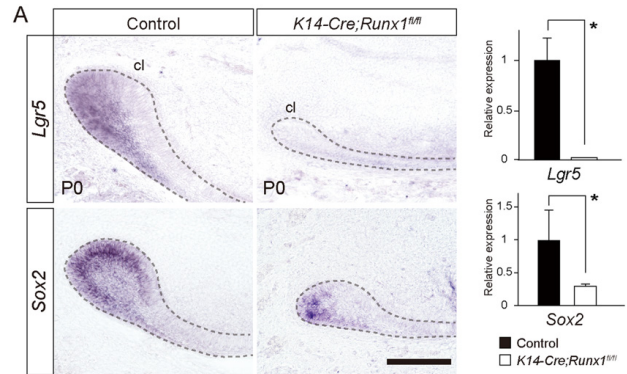 A
Control
K14-Cre;Runx1fl/fl
Lgr5
cl
P0
cl
P0
Sox2
Relative expression
1
0.5
0
*
Lgr5
Relative expression
1.5
1
0.5
0
*
Sox2
Control
K14-Cre;Runx1fl/fl